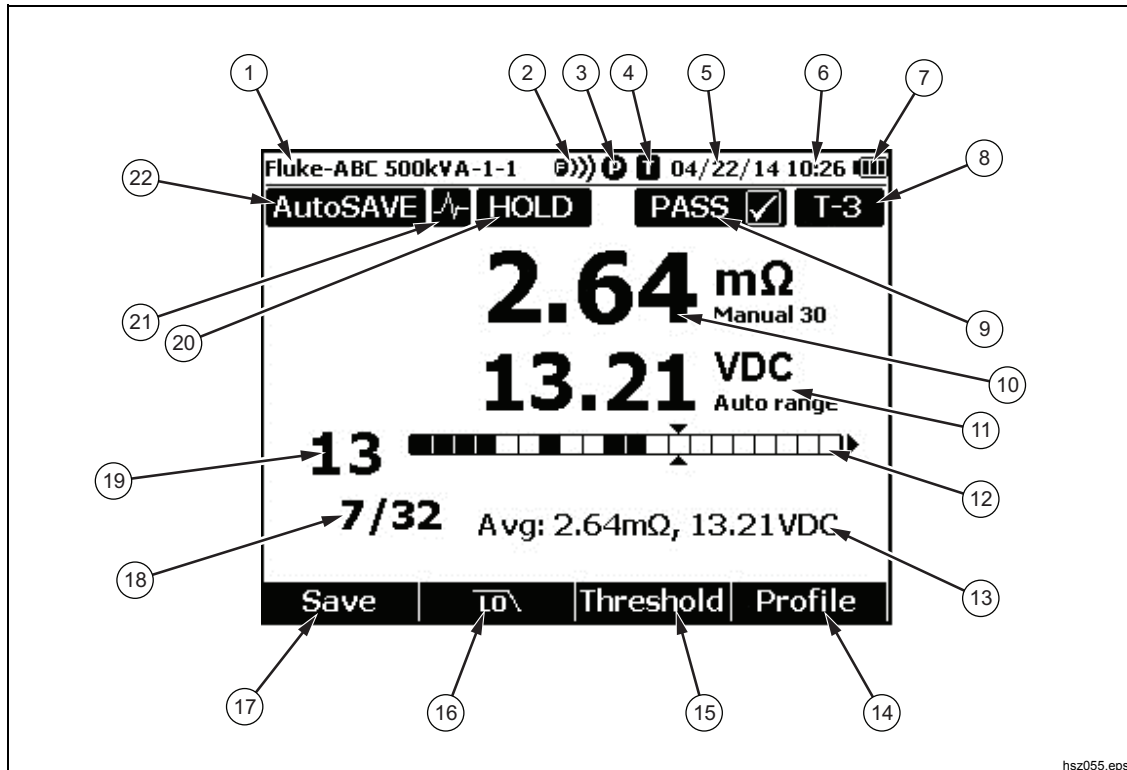 1 2 3 4 5 6 7
Fluke-ABC 500kVA-1-1 P T 04/22/14 10:26
22 8
AutoSAVE HOLD PASS T-3
2.64 mΩ
Manual 30
21 20 9
13.21 VDC
Auto range
10 11
13
19 12
7/32 Avg: 2.64mΩ, 13.21VDC
18 13
Save LO Threshold Profile
17 16 15 14
hsz055.eps